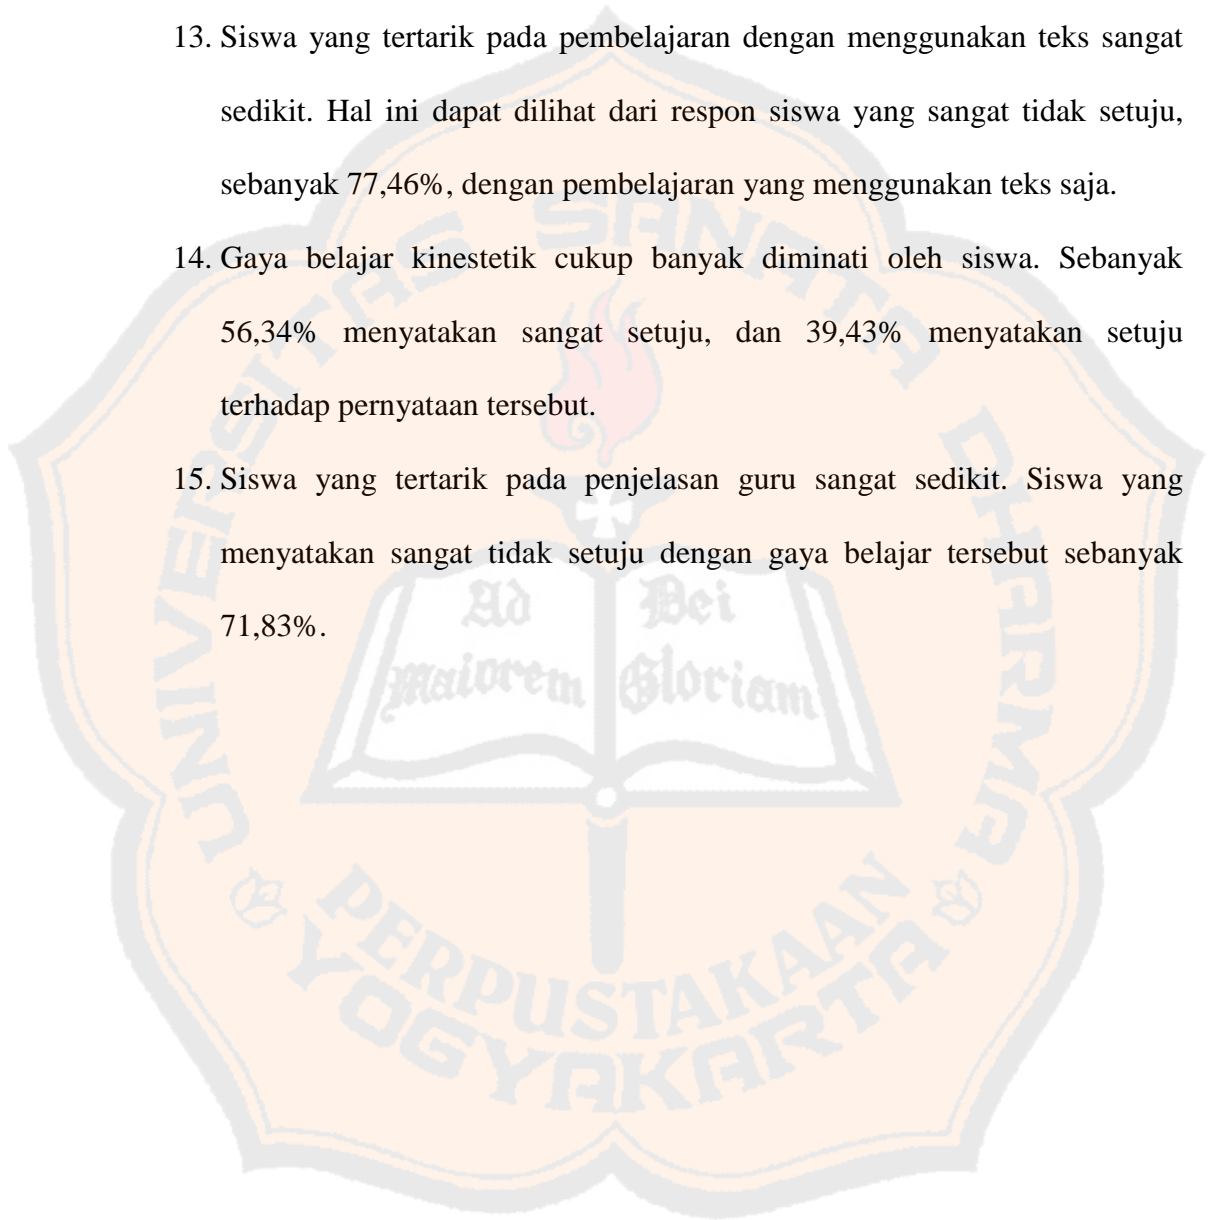 13. Siswa yang tertarik pada pembelajaran dengan menggunakan teks sangat
sedikit. Hal ini dapat dilihat dari respon siswa yang sangat tidak setuju,
sebanyak 77,46%, dengan pembelajaran yang menggunakan teks saja.
14. Gaya belajar kinestetik cukup banyak diminati oleh siswa. Sebanyak
56,34% menyatakan sangat setuju, dan 39,43% menyatakan setuju
terhadap pernyataan tersebut.
15. Siswa yang tertarik pada penjelasan guru sangat sedikit. Siswa yang
menyatakan sangat tidak setuju dengan gaya belajar tersebut sebanyak
71,83%.
UNIVERSITAS SANATA DHARMA
Ad Dei
Maiorem Gloriam
PERPUSTAKAAN
YOGYAKARTA